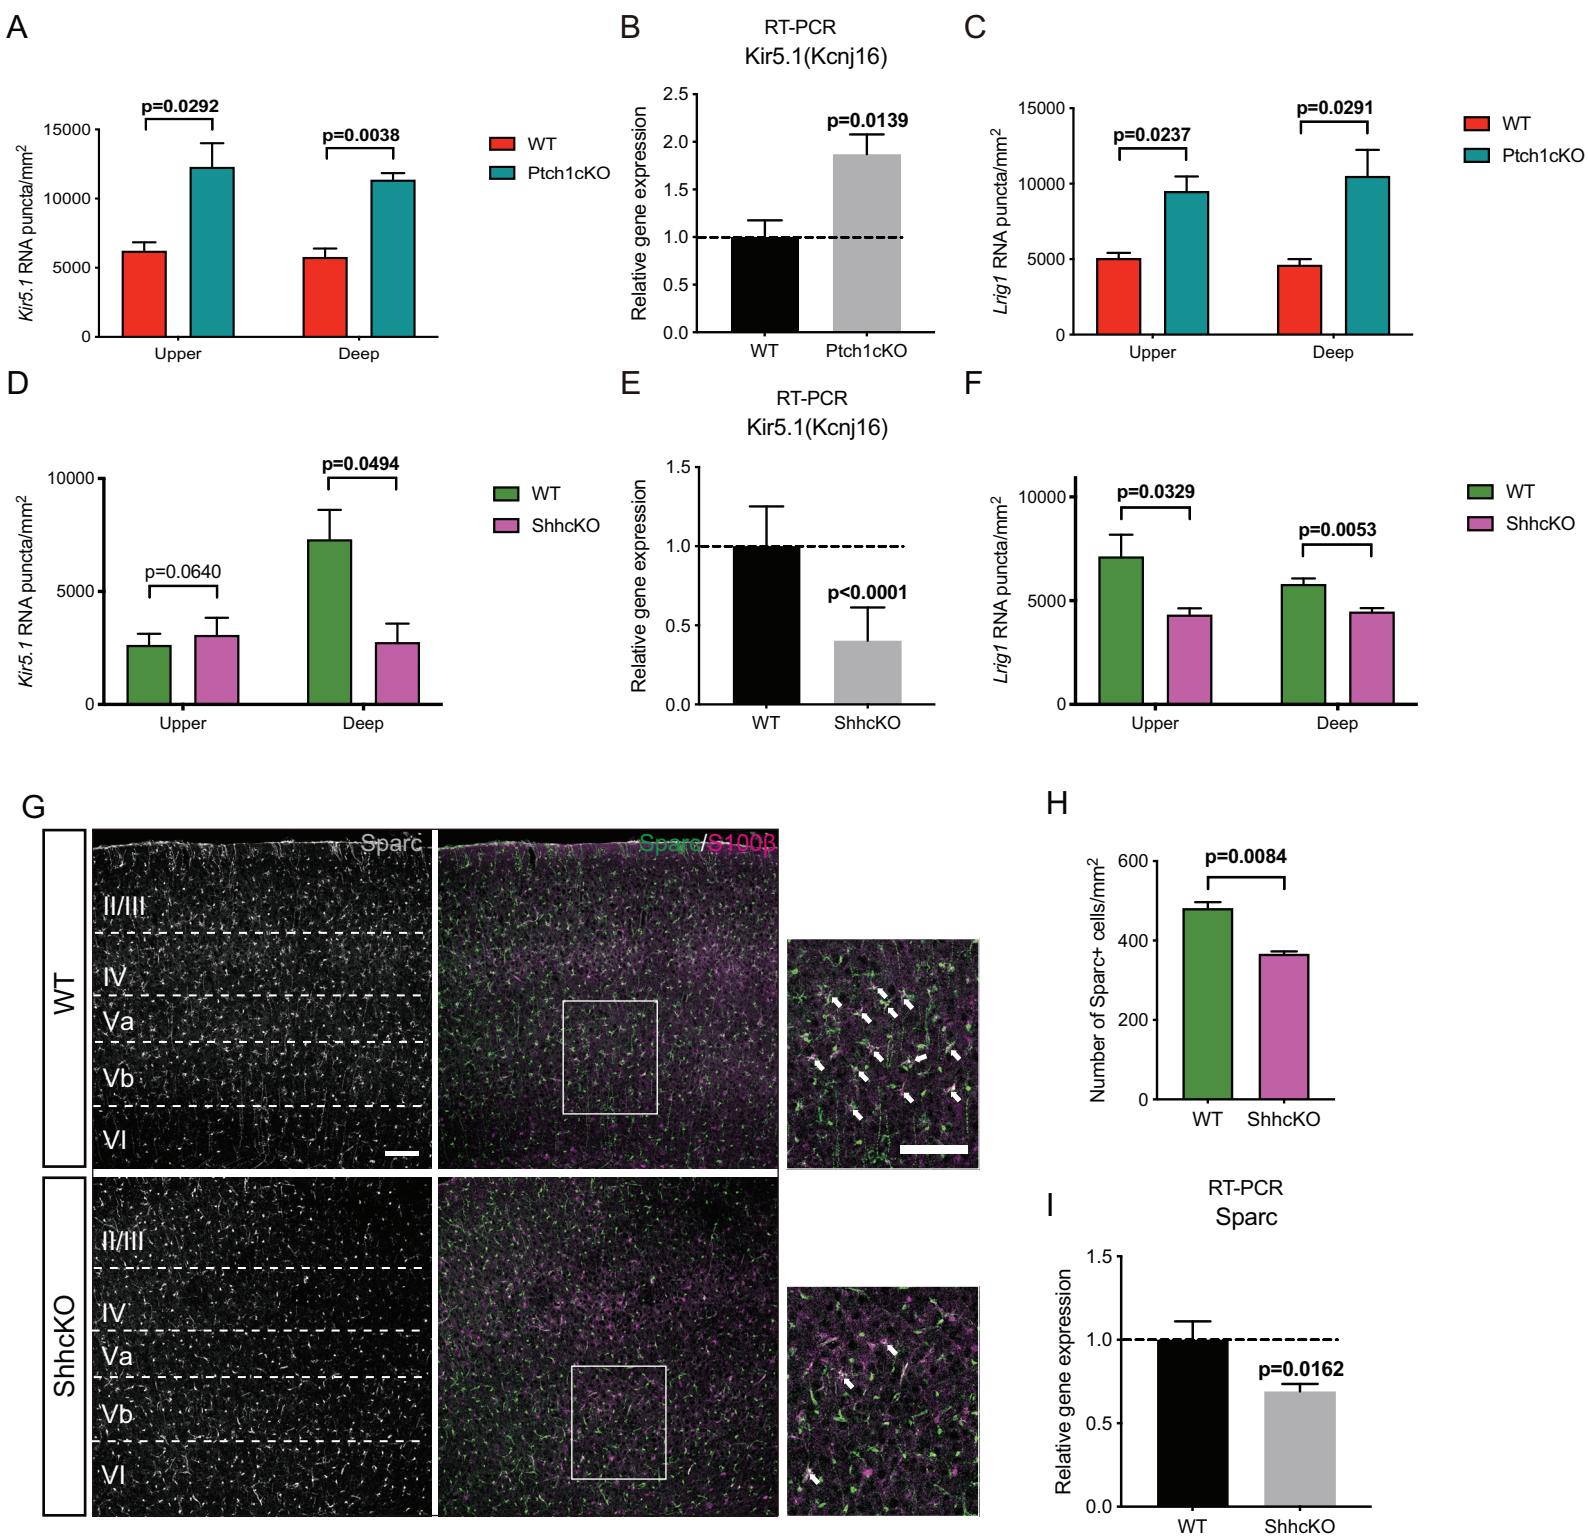 A
p=0.0292
p=0.0038
15000
10000
5000
0
Kir5.1 RNA puncta/mm²
Upper
Deep
WT
Ptch1cKO
B
RT-PCR
Kir5.1(Kcnj16)
p=0.0139
2.5
2.0
1.5
1.0
0.5
0.0
Relative gene expression
WT
Ptch1cKO
C
p=0.0237
p=0.0291
15000
10000
5000
0
Lrig1 RNA puncta/mm²
Upper
Deep
WT
Ptch1cKO
D
p=0.0640
p=0.0494
10000
5000
0
Kir5.1 RNA puncta/mm²
Upper
Deep
WT
ShhcKO
E
RT-PCR
Kir5.1(Kcnj16)
p<0.0001
1.5
1.0
0.5
0.0
Relative gene expression
WT
ShhcKO
F
p=0.0329
p=0.0053
10000
5000
0
Lrig1 RNA puncta/mm²
Upper
Deep
WT
ShhcKO
G
WT
Sparc
Sparc/S100β
II/III
IV
Va
Vb
VI
ShhcKO
II/III
IV
Va
Vb
VI
H
p=0.0084
600
400
200
0
Number of Sparc+ cells/mm²
WT
ShhcKO
I
RT-PCR
Sparc
p=0.0162
1.5
1.0
0.5
0.0
Relative gene expression
WT
ShhcKO